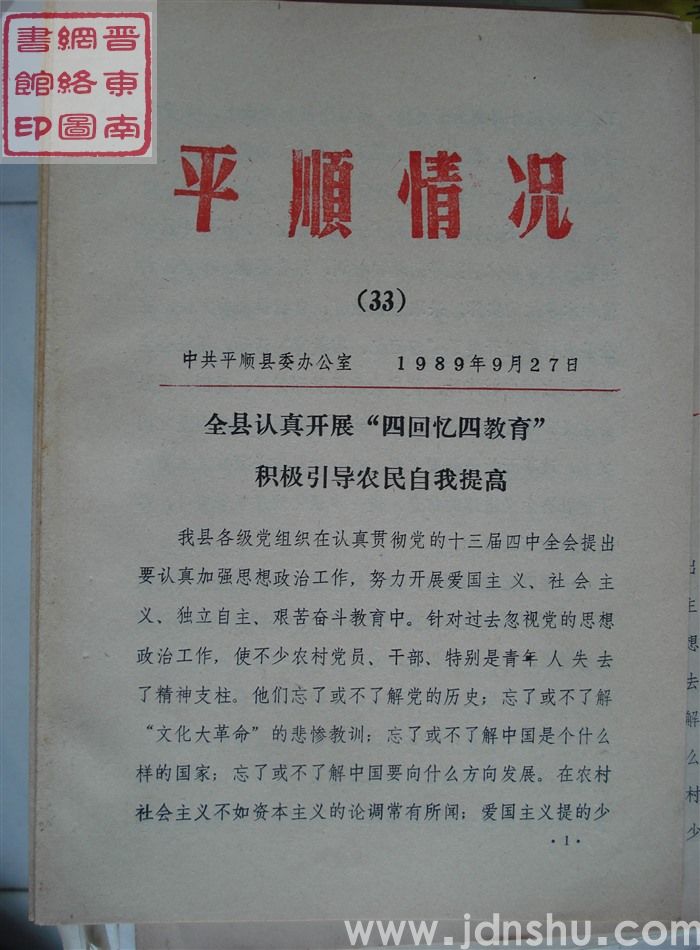 晋东南
網絡圖
書館印
平順情况
（33）
中共平顺县委办公室 1989年9月27日
全县认真开展“四回忆四教育”
积极引导农民自我提高
我县各级党组织在认真贯彻党的十三届四中全会提出
要认真加强思想政治工作，努力开展爱国主义、社会主
义、独立自主、艰苦奋斗教育中。针对过去忽视党的思想
政治工作，使不少农村党员、干部、特别是青年人失去
了精神支柱。他们忘了或不了解党的历史；忘了或不了解
“文化大革命”的悲惨教训；忘了或不了解中国是个什么
样的国家；忘了或不了解中国要向什么方向发展。在农村
社会主义不如资本主义的论调常有所闻；爱国主义提的少
·1·
出
主
想
去
解
么
村
少
www.jdnshu.com